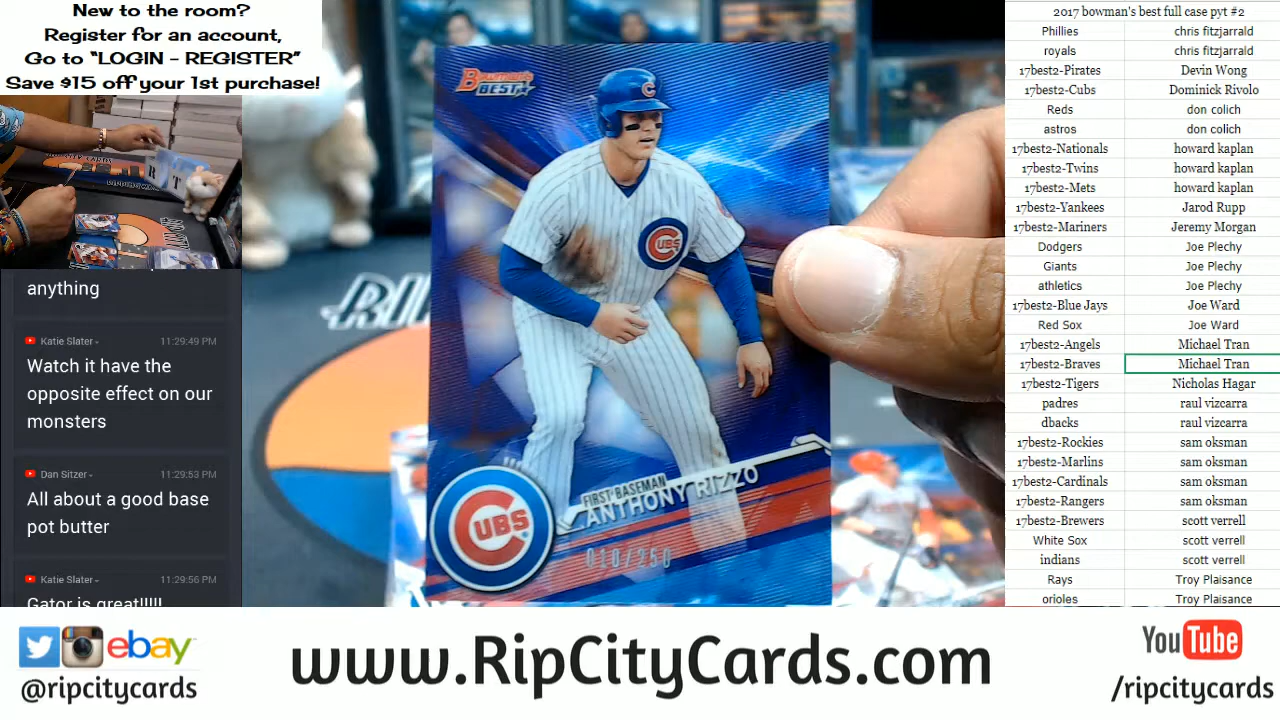 New to the room?
Register for an account,
Go to “LOGIN - REGISTER”
Save $15 off your 1st purchase!
anything
Katie Slater 11:29:49 PM
Watch it have the
opposite effect on our
monsters
Dan Sitzer 11:29:53 PM
All about a good base
pot butter
Katie Slater 11:29:56 PM
Gator is great!!!!!
BOWMAN'S
BEST
C
CUBS
FIRST BASEMAN
ANTHONY RIZZO
CUBS
010/250
2017 bowman's best full case pyt #2
Phillies chris fitzjarrald
royals chris fitzjarrald
17best2-Pirates Devin Wong
17best2-Cubs Dominick Rivolo
Reds don colich
astros don colich
17best2-Nationals howard kaplan
17best2-Twins howard kaplan
17best2-Mets howard kaplan
17best2-Yankees Jarod Rupp
17best2-Mariners Jeremy Morgan
Dodgers Joe Plechy
Giants Joe Plechy
athletics Joe Plechy
17best2-Blue Jays Joe Ward
Red Sox Joe Ward
17best2-Angels Michael Tran
17best2-Braves Michael Tran
17best2-Tigers Nicholas Hagar
padres raul vizcarra
dbacks raul vizcarra
17best2-Rockies sam oksman
17best2-Marlins sam oksman
17best2-Cardinals sam oksman
17best2-Rangers sam oksman
17best2-Brewers scott verrell
White Sox scott verrell
indians scott verrell
Rays Troy Plaisance
orioles Troy Plaisance
ebay
@ripcitycards
www.RipCityCards.com
YouTube
/ripcitycards